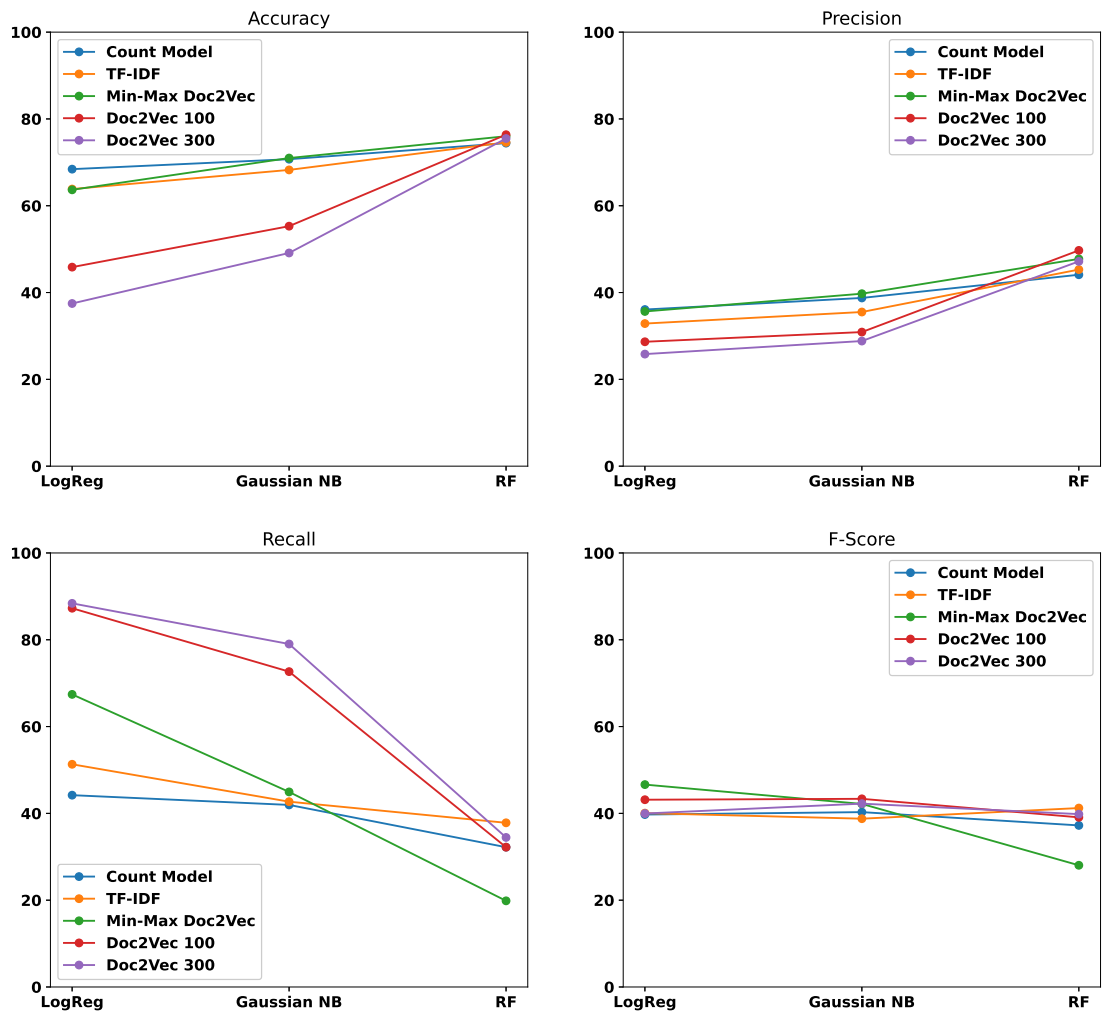 Accuracy
100
80
60
40
20
0
Count Model
TF-IDF
Min-Max Doc2Vec
Doc2Vec 100
Doc2Vec 300
LogReg
Gaussian NB
RF
Precision
100
80
60
40
20
0
Count Model
TF-IDF
Min-Max Doc2Vec
Doc2Vec 100
Doc2Vec 300
LogReg
Gaussian NB
RF
Recall
100
80
60
40
20
0
Count Model
TF-IDF
Min-Max Doc2Vec
Doc2Vec 100
Doc2Vec 300
LogReg
Gaussian NB
RF
F-Score
100
80
60
40
20
0
Count Model
TF-IDF
Min-Max Doc2Vec
Doc2Vec 100
Doc2Vec 300
LogReg
Gaussian NB
RF